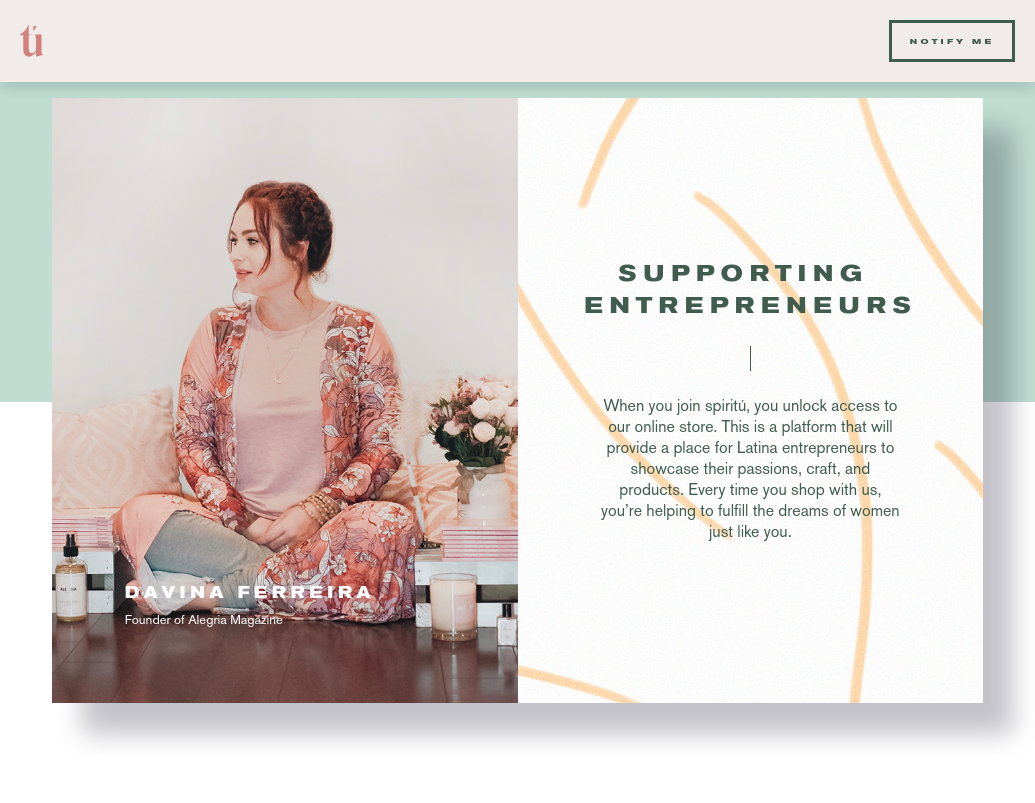 tú
NOTIFY ME
SUPPORTING
ENTREPRENEURS
When you join spiritú, you unlock access to
our online store. This is a platform that will
provide a place for Latina entrepreneurs to
showcase their passions, craft, and
products. Every time you shop with us,
you’re helping to fulfill the dreams of women
just like you.
DAVINA FERREIRA
Founder of Alegria Magazine